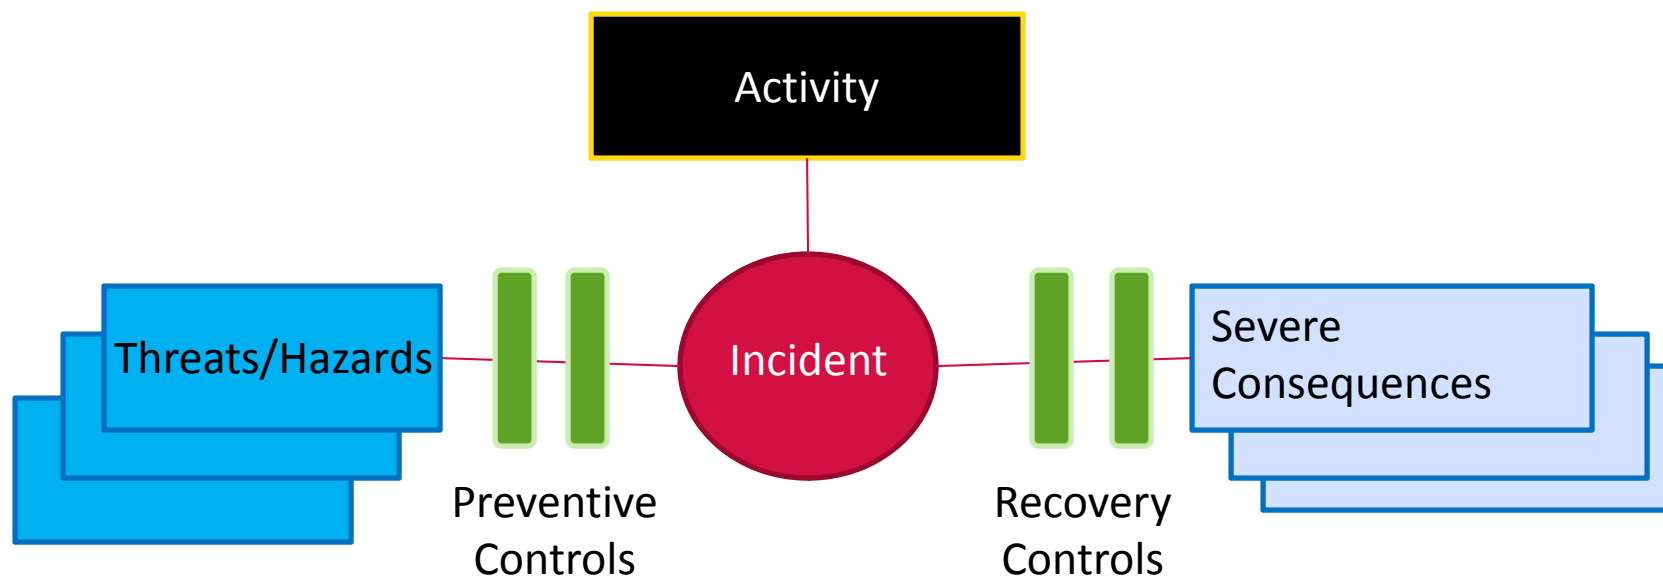 Activity
Threats/Hazards
Incident
Severe
Consequences
Preventive
Controls
Recovery
Controls